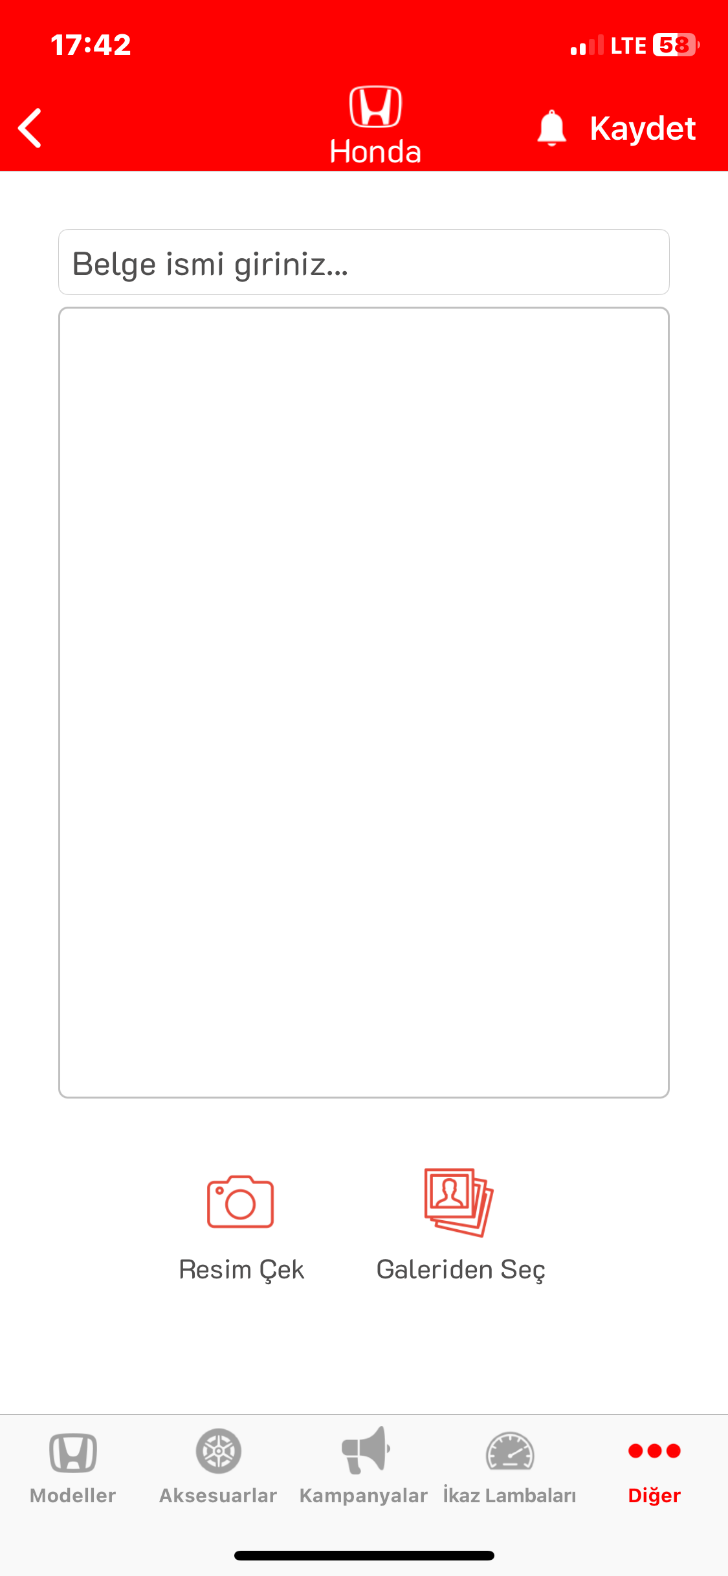 17:42
LTE 58
Honda
Kaydet
Belge ismi giriniz...
Resim Çek
Galeriden Seç
Modeller
Aksesuarlar
Kampanyalar
İkaz Lambaları
Diğer